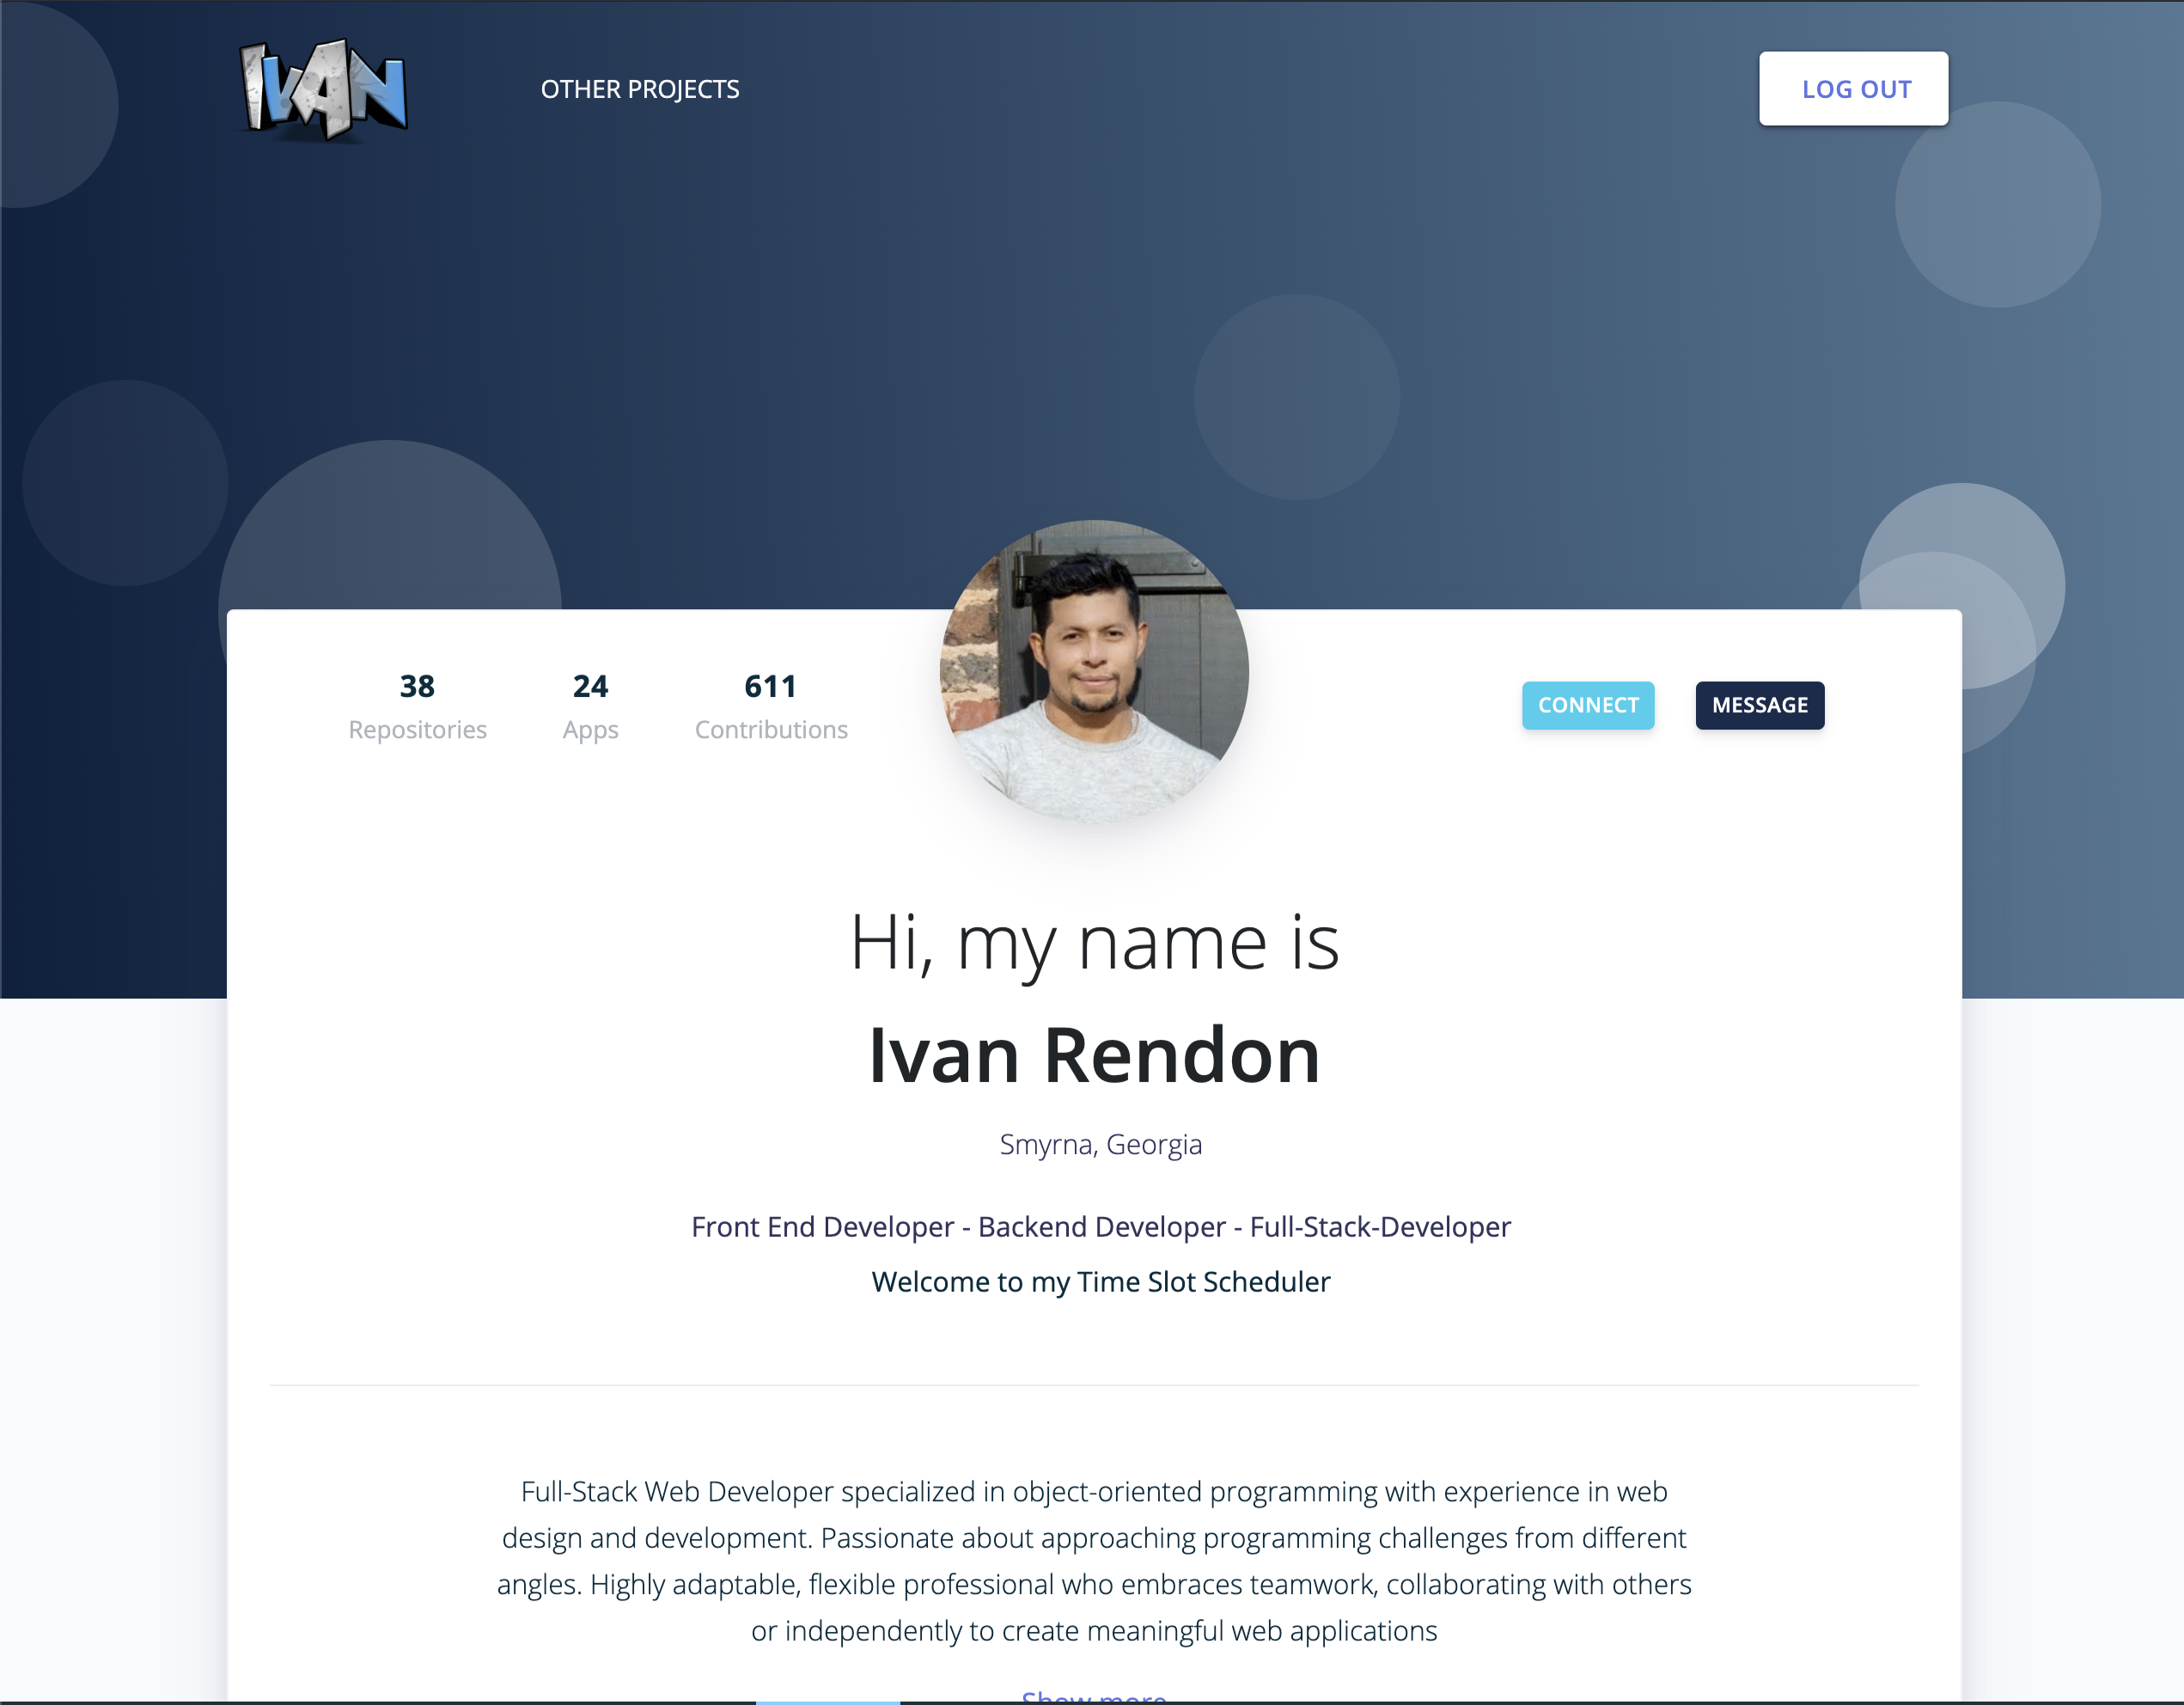 IVAN
OTHER PROJECTS
LOG OUT
38
Repositories
24
Apps
611
Contributions
CONNECT
MESSAGE
Hi, my name is
Ivan Rendon
Smyrna, Georgia
Front End Developer - Backend Developer - Full-Stack-Developer
Welcome to my Time Slot Scheduler
Full-Stack Web Developer specialized in object-oriented programming with experience in web
design and development. Passionate about approaching programming challenges from different
angles. Highly adaptable, flexible professional who embraces teamwork, collaborating with others
or independently to create meaningful web applications
Show more